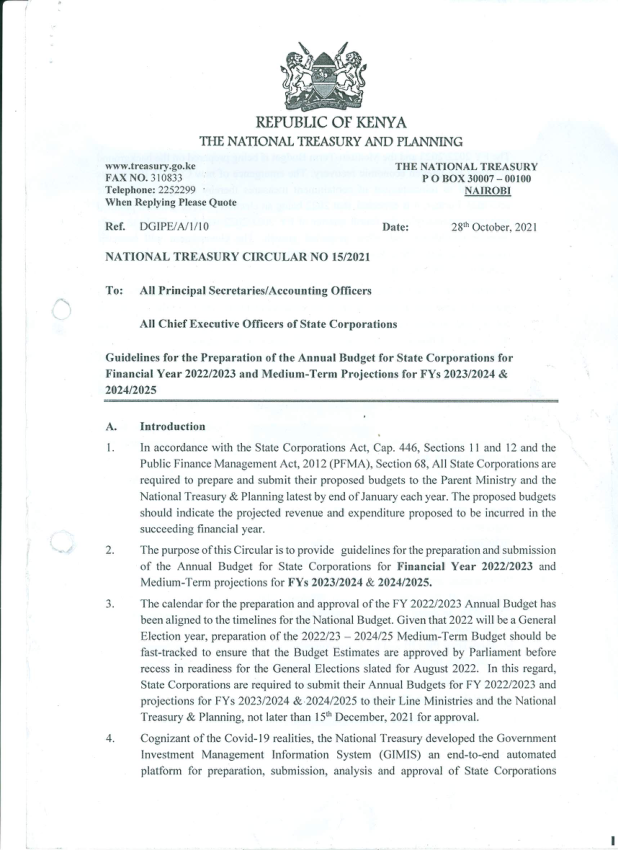 REPUBLIC OF KENYA
THE NATIONAL TREASURY AND PLANNING
www.treasury.go.ke
FAX NO. 310833
Telephone: 2252299
When Replying Please Quote
THE NATIONAL TREASURY
P O BOX 30007 – 00100
NAIROBI
Ref. DGIPE/A/1/10 Date: 28th October, 2021
NATIONAL TREASURY CIRCULAR NO 15/2021
To: All Principal Secretaries/Accounting Officers
All Chief Executive Officers of State Corporations
Guidelines for the Preparation of the Annual Budget for State Corporations for
Financial Year 2022/2023 and Medium-Term Projections for FYs 2023/2024 &
2024/2025
A. Introduction
1. In accordance with the State Corporations Act, Cap. 446, Sections 11 and 12 and the
Public Finance Management Act, 2012 (PFMA), Section 68, All State Corporations are
required to prepare and submit their proposed budgets to the Parent Ministry and the
National Treasury & Planning latest by end of January each year. The proposed budgets
should indicate the projected revenue and expenditure proposed to be incurred in the
succeeding financial year.
2. The purpose of this Circular is to provide guidelines for the preparation and submission
of the Annual Budget for State Corporations for Financial Year 2022/2023 and
Medium-Term projections for FYs 2023/2024 & 2024/2025.
3. The calendar for the preparation and approval of the FY 2022/2023 Annual Budget has
been aligned to the timelines for the National Budget. Given that 2022 will be a General
Election year, preparation of the 2022/23 – 2024/25 Medium-Term Budget should be
fast-tracked to ensure that the Budget Estimates are approved by Parliament before
recess in readiness for the General Elections slated for August 2022. In this regard,
State Corporations are required to submit their Annual Budgets for FY 2022/2023 and
projections for FYs 2023/2024 & 2024/2025 to their Line Ministries and the National
Treasury & Planning, not later than 15th December, 2021 for approval.
4. Cognizant of the Covid-19 realities, the National Treasury developed the Government
Investment Management Information System (GIMIS) an end-to-end automated
platform for preparation, submission, analysis and approval of State Corporations